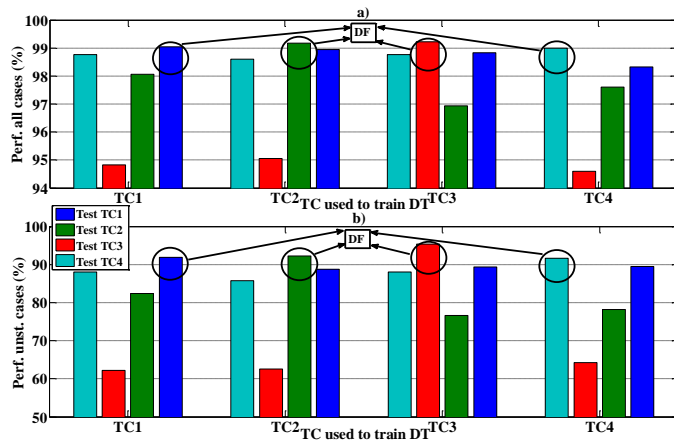 a)
DF
Perf. all cases (%)
100
99
98
97
96
95
94
TC1
TC2
TC3
TC4
TC used to train DT
b)
DF
Test TC1
Test TC2
Test TC3
Test TC4
Perf. unst. cases (%)
100
90
80
70
60
50
TC1
TC2
TC3
TC4
TC used to train DT